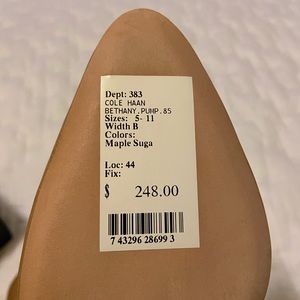 Dept: 383
COLE HAAN
BETHANY.PUMP.85
Sizes: 5- 11
Width B
Colors:
Maple Suga
Loc: 44
Fix:
$ 248.00
7 43296 28699 3